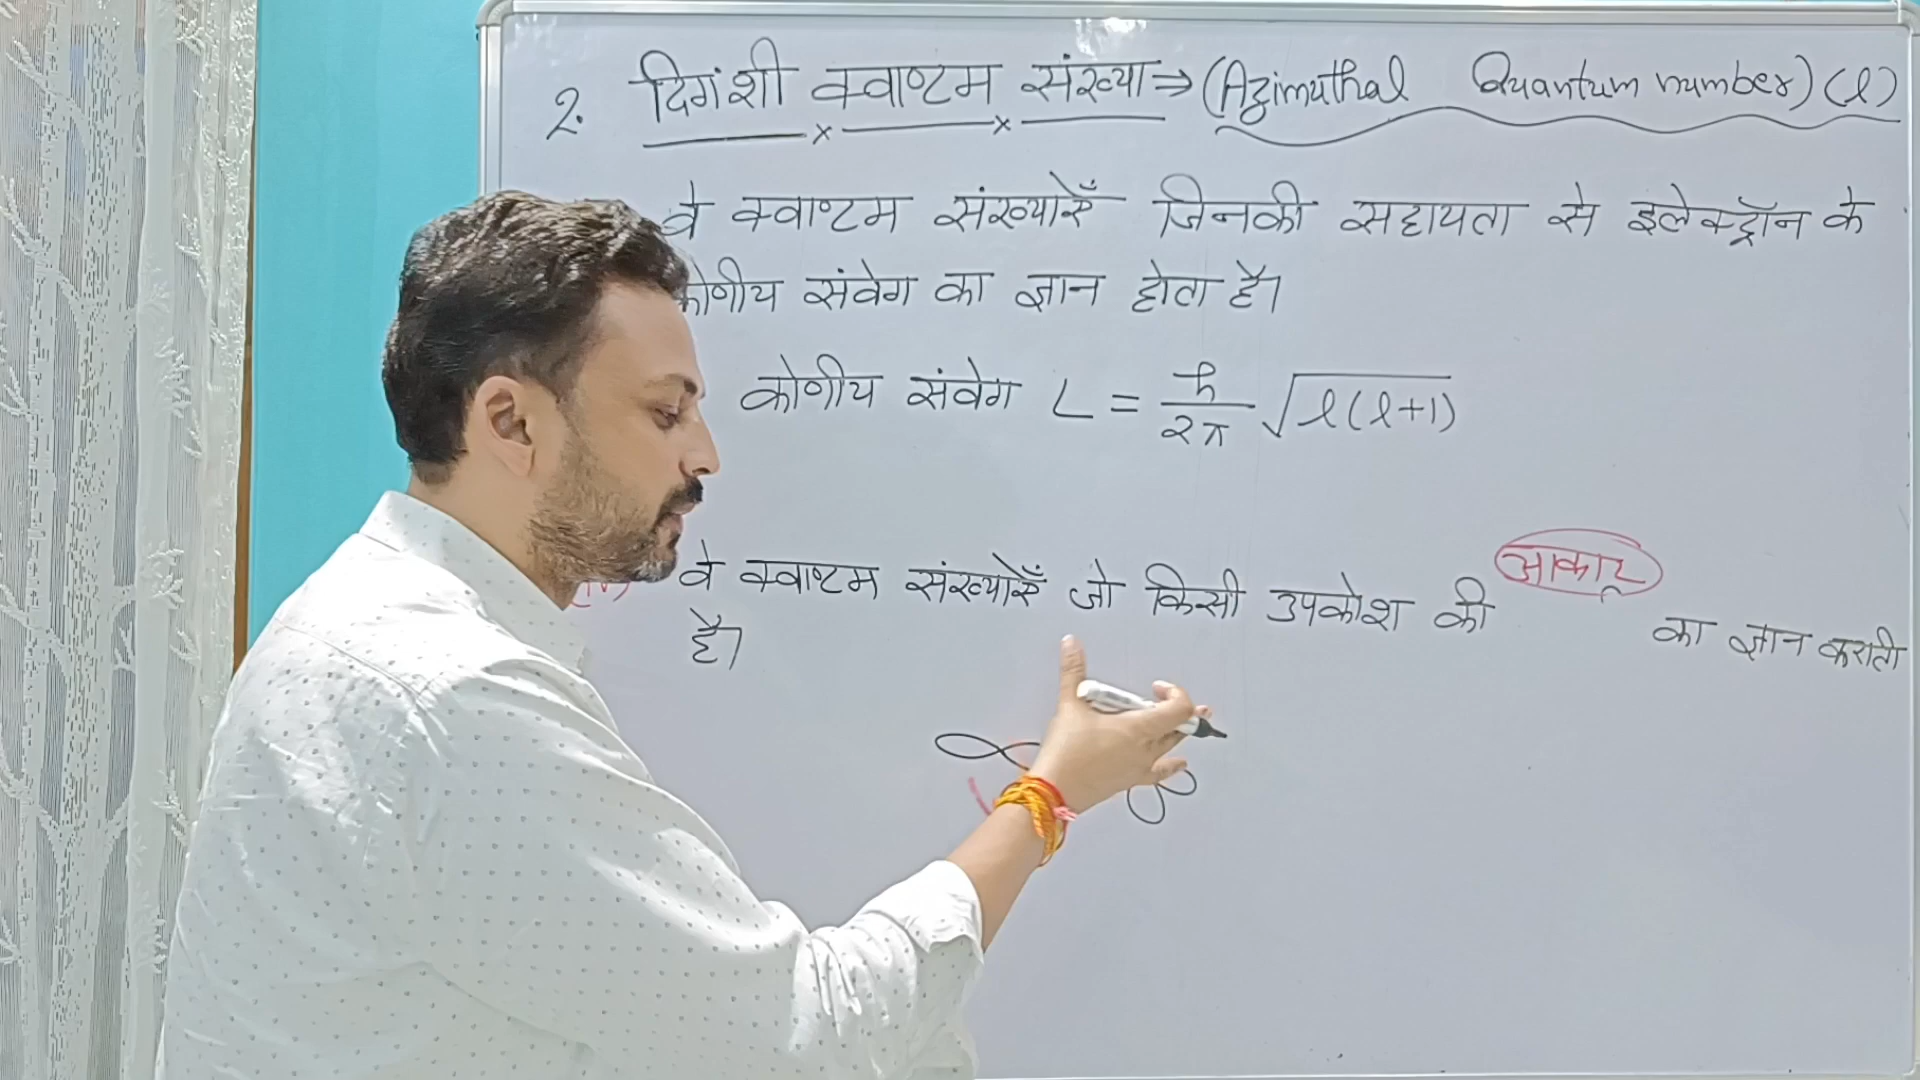 2. दिगंशी क्वाण्टम संख्या ⇒ (Azimuthal Quantum number) (l)
वे क्वाण्टम संख्याएँ जिनकी सहायता से इलेक्ट्रॉन के
कोणीय संवेग का ज्ञान होता है।
कोणीय संवेग L = h/2π √l(l+1)
वे क्वाण्टम संख्याएँ जो किसी उपकोश की आकार का ज्ञान कराती
है।